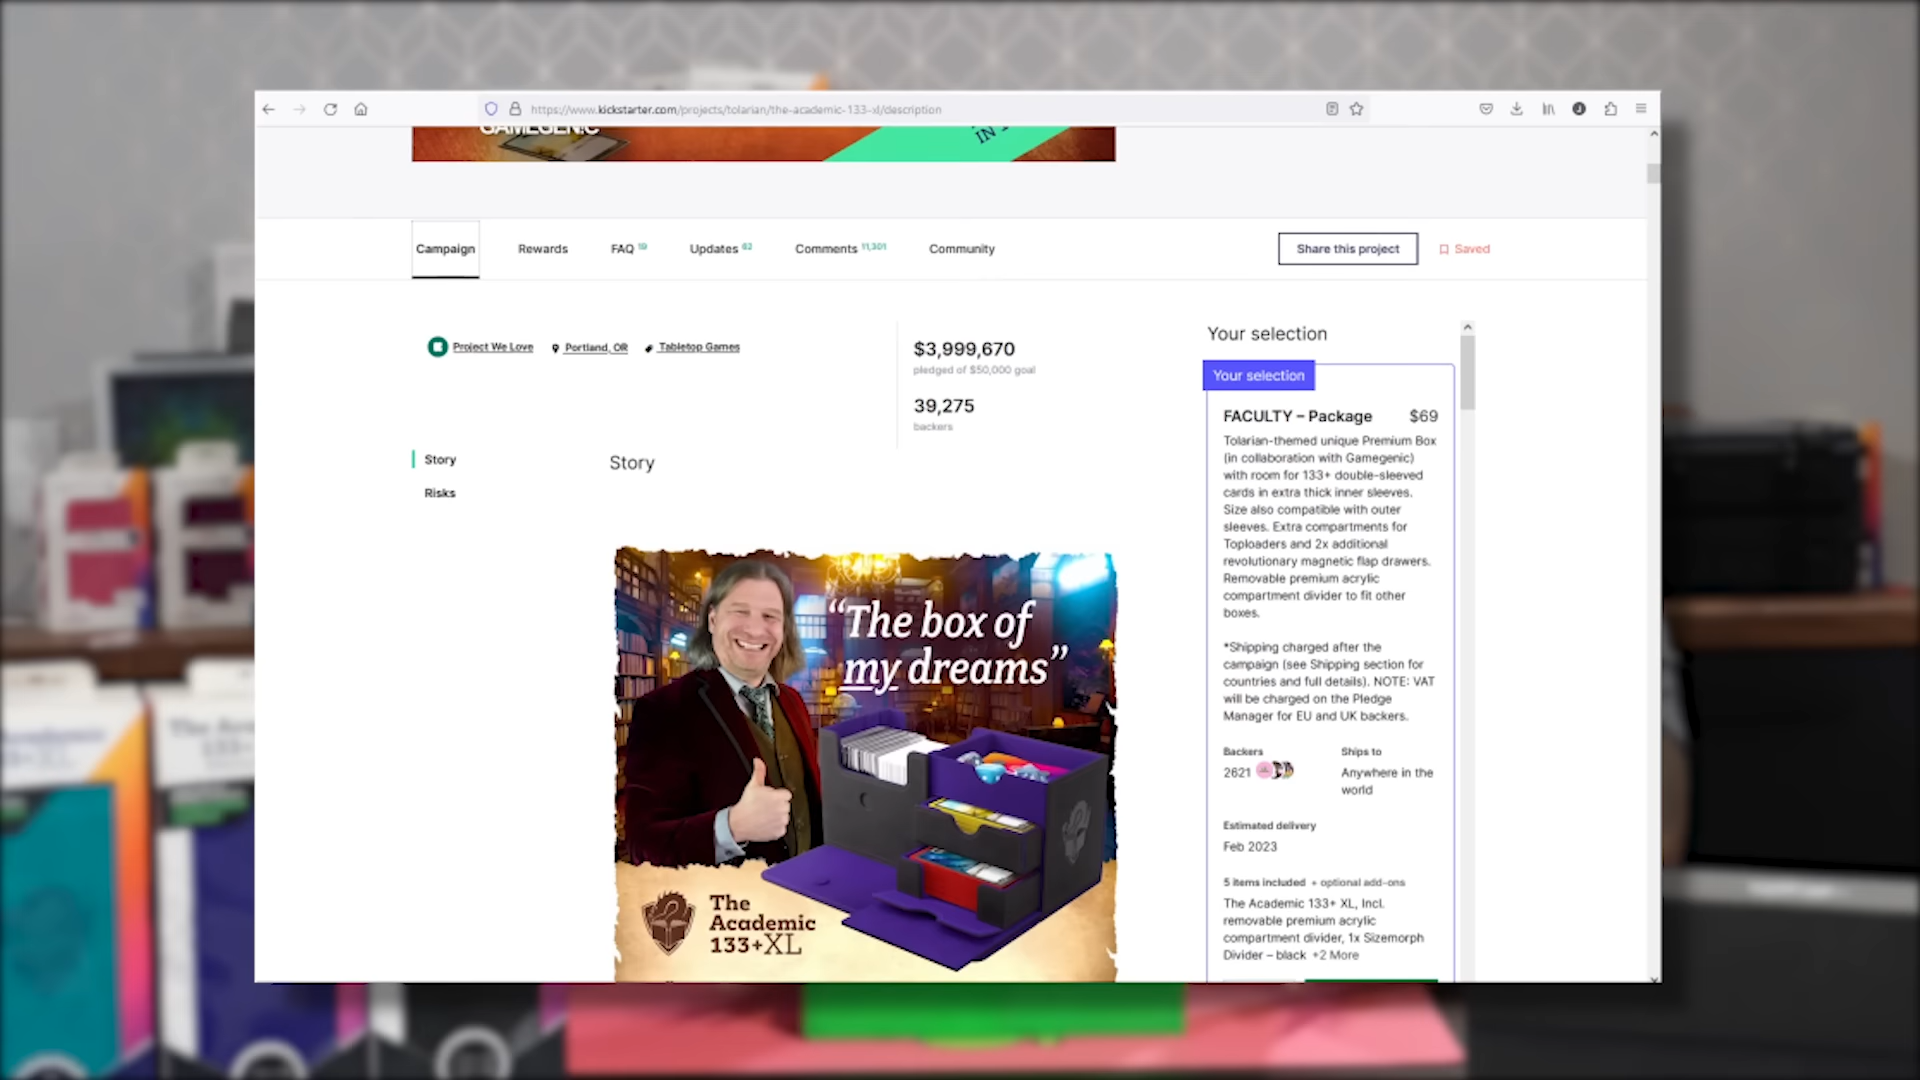 https://www.kickstarter.com/projects/tolarian/the-academic-133-xl/description
GAMEGENIC
IN
Campaign
Rewards
FAQ 19
Updates 62
Comments 11,301
Community
Share this project
Saved
Project We Love
Portland, OR
Tabletop Games
$3,999,670
pledged of $50,000 goal
39,275
backers
Story
Risks
Story
“The box of
my dreams”
The
Academic
133+XL
Your selection
Your selection
FACULTY – Package $69
Tolarian-themed unique Premium Box
(in collaboration with Gamegenic)
with room for 133+ double-sleeved
cards in extra thick inner sleeves.
Size also compatible with outer
sleeves. Extra compartments for
Toploaders and 2x additional
revolutionary magnetic flap drawers.
Removable premium acrylic
compartment divider to fit other
boxes.
*Shipping charged after the
campaign (see Shipping section for
countries and full details). NOTE: VAT
will be charged on the Pledge
Manager for EU and UK backers.
Backers
2621
Ships to
Anywhere in the
world
Estimated delivery
Feb 2023
5 items included + optional add-ons
The Academic 133+ XL, Incl.
removable premium acrylic
compartment divider, 1x Sizemorph
Divider – black +2 More